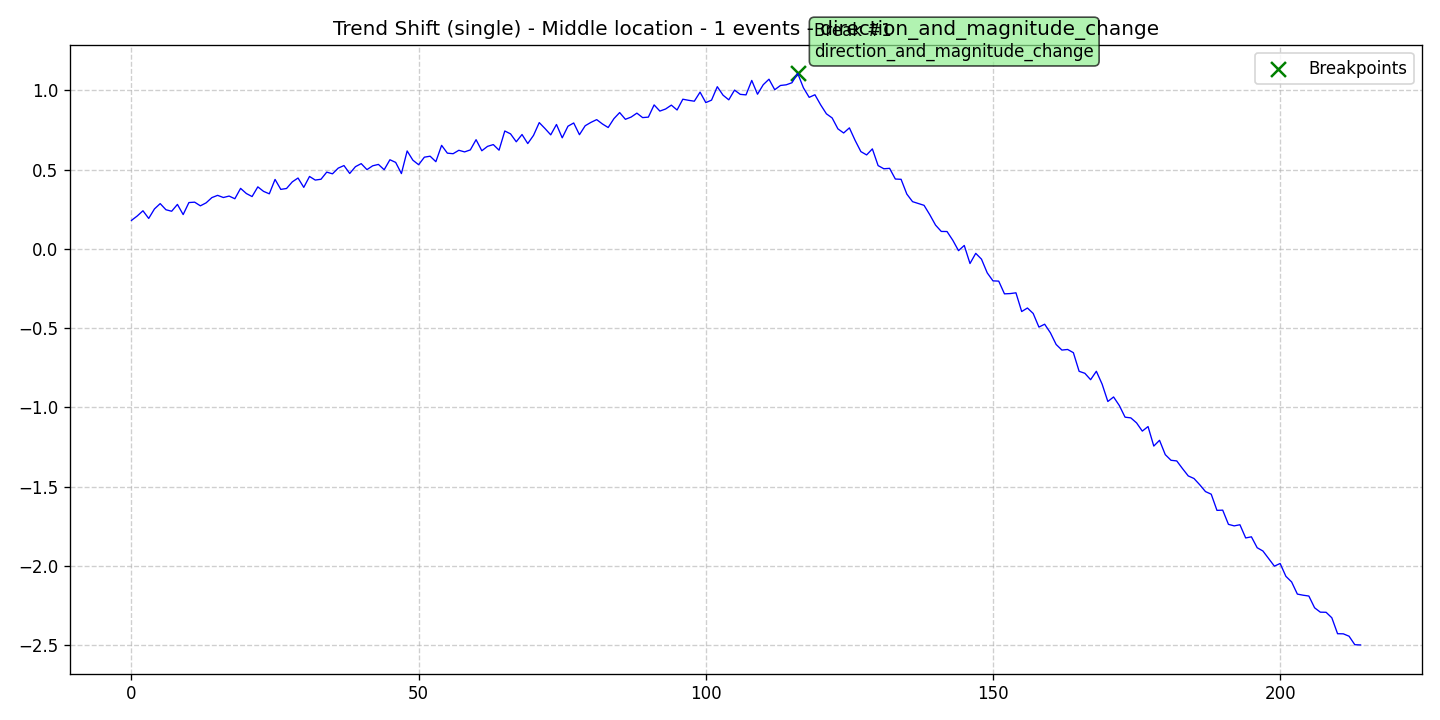 Trend Shift (single) - Middle location - 1 events - direction_and_magnitude_change
Break #1
direction_and_magnitude_change
Breakpoints
1.0
0.5
0.0
−0.5
−1.0
−1.5
−2.0
−2.5
0 50 100 150 200